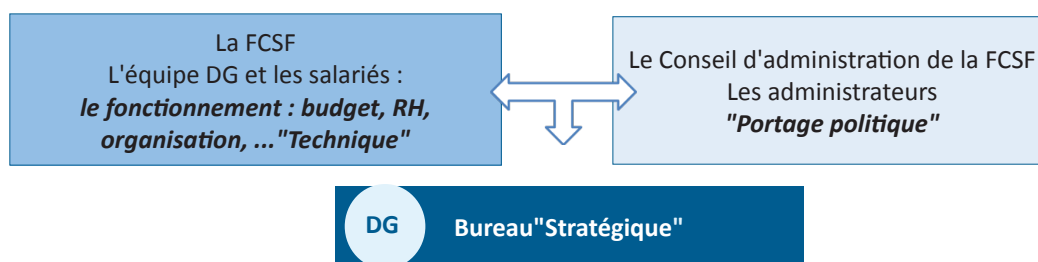 La FCSF
L'équipe DG et les salariés :
le fonctionnement : budget, RH,
organisation, ..."Technique"
Le Conseil d'administration de la FCSF
Les administrateurs
"Portage politique"
DG
Bureau"Stratégique"